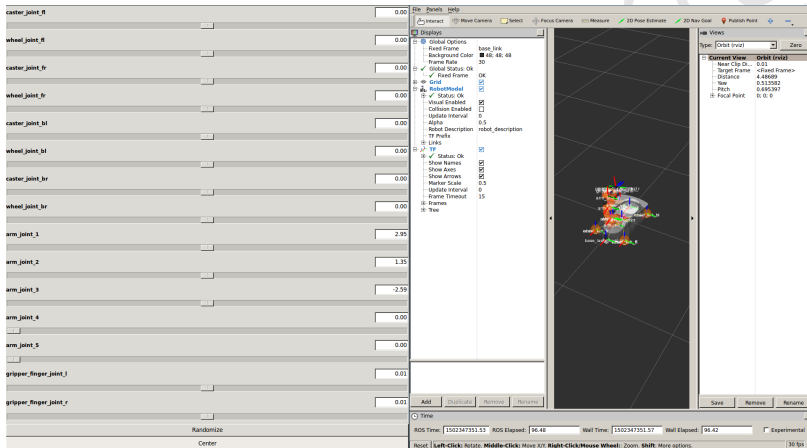 caster_joint_fl 0.00
wheel_joint_fl 0.00
caster_joint_fr 0.00
wheel_joint_fr 0.00
caster_joint_bl 0.00
wheel_joint_bl 0.00
caster_joint_br 0.00
wheel_joint_br 0.00
arm_joint_1 2.95
arm_joint_2 1.35
arm_joint_3 -2.59
arm_joint_4 0.00
arm_joint_5 0.00
gripper_finger_joint_l 0.01
gripper_finger_joint_r 0.01
Randomize
Center
File Panels Help
Interact Move Camera Select Focus Camera Measure 2D Pose Estimate 2D Nav Goal Publish Point
Displays
Global Options
Fixed Frame base_link
Background Color 48; 48; 48
Frame Rate 30
Global Status: Ok
Fixed Frame OK
Grid
RobotModel
Status: Ok
Visual Enabled
Collision Enabled
Update Interval 0
Alpha 0.5
Robot Description robot_description
TF Prefix
Links
TF
Status: Ok
Show Names
Show Axes
Show Arrows
Marker Scale 0.5
Update Interval 0
Frame Timeout 15
Frames
Tree
Add Duplicate Remove Rename
Views
Type: Orbit (rviz) Zero
Current View Orbit (rviz)
Near Clip Di... 0.01
Target Frame <Fixed Frame>
Distance 4.48689
Yaw 0.513582
Pitch 0.695397
Focal Point 0; 0; 0
Save Remove Rename
Time
ROS Time: 1502347351.53 ROS Elapsed: 96.48 Wall Time: 1502347351.57 Wall Elapsed: 96.42 Experimental
Reset Left-Click: Rotate. Middle-Click: Move X/Y. Right-Click/Mouse Wheel:: Zoom. Shift: More options. 30 fps